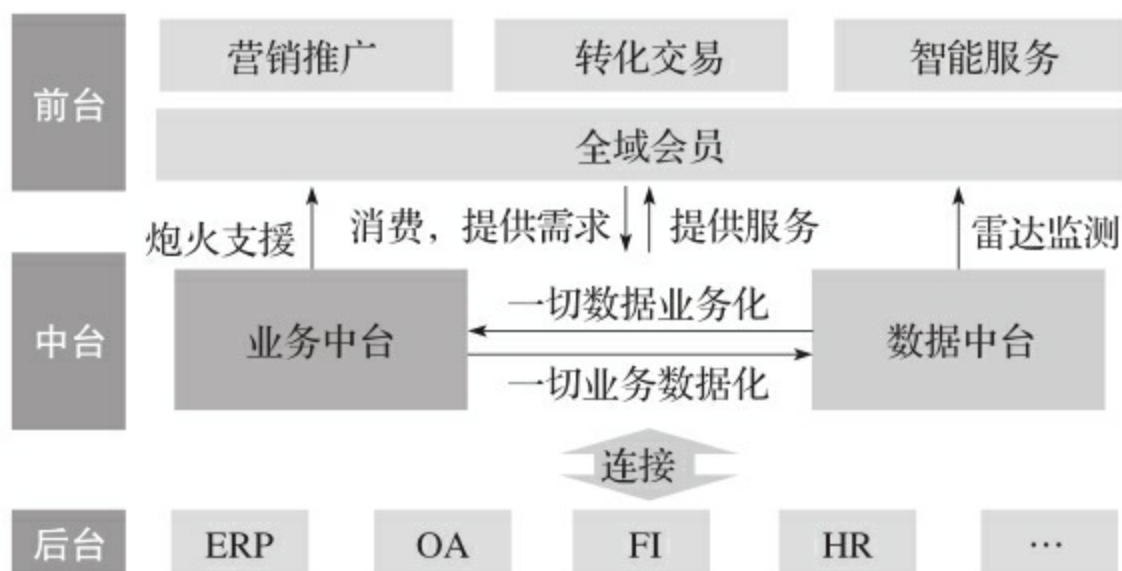 前台
营销推广
转化交易
智能服务
全域会员
炮火支援
消费，提供需求
提供服务
雷达监测
中台
业务中台
一切数据业务化
一切业务数据化
数据中台
连接
后台
ERP
OA
FI
HR
…